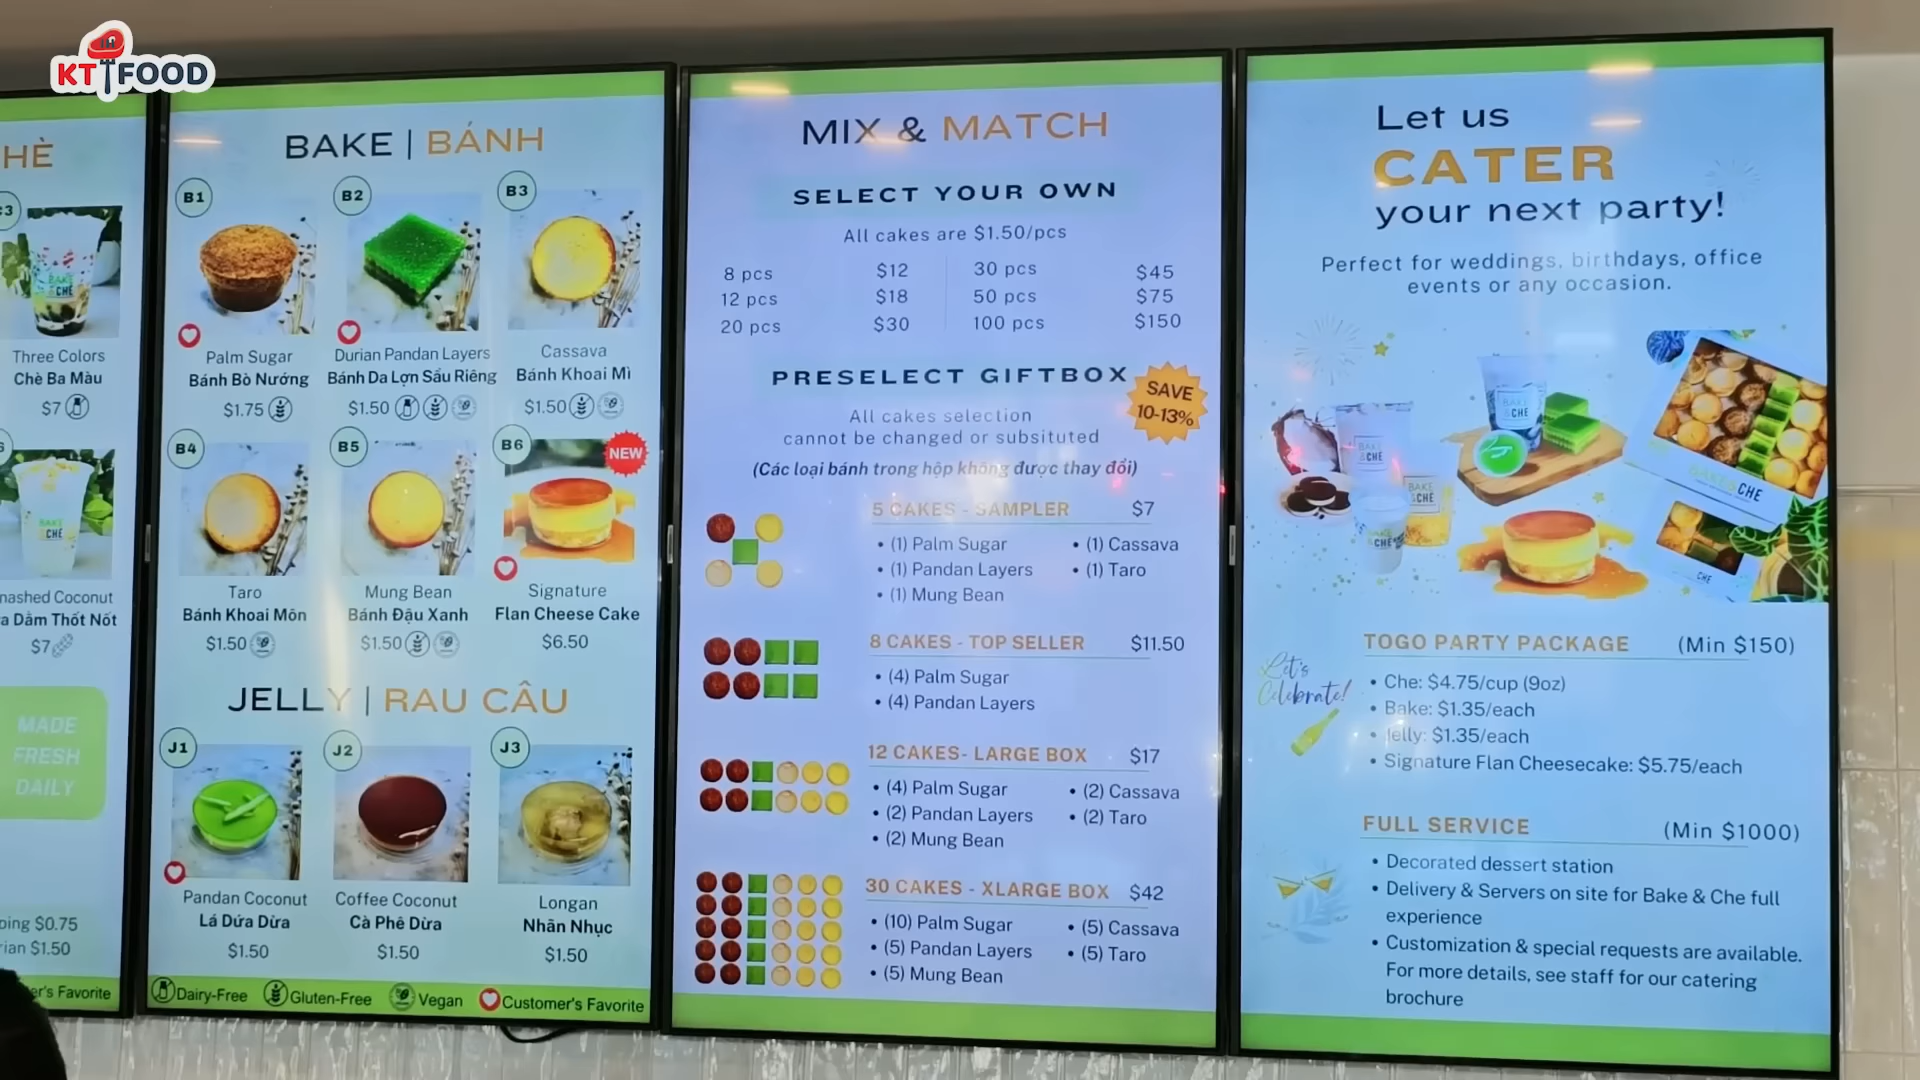 KT FOOD
HÈ
Three Colors
Chè Ba Màu
$7
BAKE & CHÈ
Dầm Thốt Nốt
$7
MADE
FRESH
DAILY
$0.75
$1.50
Favorite
BAKE | BÁNH
B1
B2
B3
Palm Sugar
Bánh Bò Nướng
$1.75
Durian Pandan Layers
Bánh Da Lợn Sầu Riêng
$1.50
Cassava
Bánh Khoai Mì
$1.50
B4
B5
B6
NEW
Taro
Bánh Khoai Môn
$1.50
Mung Bean
Bánh Đậu Xanh
$1.50
Signature
Flan Cheese Cake
$6.50
JELLY | RAU CÂU
J1
J2
J3
Pandan Coconut
Lá Dứa Dừa
$1.50
Coffee Coconut
Cà Phê Dừa
$1.50
Longan
Nhãn Nhục
$1.50
Dairy-Free
Gluten-Free
Vegan
Customer's Favorite
MIX & MATCH
SELECT YOUR OWN
All cakes are $1.50/pcs
8 pcs $12 30 pcs $45
12 pcs $18 50 pcs $75
20 pcs $30 100 pcs $150
PRESELECT GIFTBOX
SAVE
10-13%
All cakes selection
cannot be changed or subsituted
(Các loại bánh trong hộp không được thay đổi)
5 CAKES - SAMPLER $7
• (1) Palm Sugar • (1) Cassava
• (1) Pandan Layers • (1) Taro
• (1) Mung Bean
8 CAKES - TOP SELLER $11.50
• (4) Palm Sugar
• (4) Pandan Layers
12 CAKES- LARGE BOX $17
• (4) Palm Sugar • (2) Cassava
• (2) Pandan Layers • (2) Taro
• (2) Mung Bean
30 CAKES - XLARGE BOX $42
• (10) Palm Sugar • (5) Cassava
• (5) Pandan Layers • (5) Taro
• (5) Mung Bean
Let us
CATER
your next party!
Perfect for weddings, birthdays, office
events or any occasion.
Let's
Celebrate!
TOGO PARTY PACKAGE (Min $150)
• Che: $4.75/cup (9oz)
• Bake: $1.35/each
• Jelly: $1.35/each
• Signature Flan Cheesecake: $5.75/each
FULL SERVICE (Min $1000)
• Decorated dessert station
• Delivery & Servers on site for Bake & Che full
experience
• Customization & special requests are available.
For more details, see staff for our catering
brochure